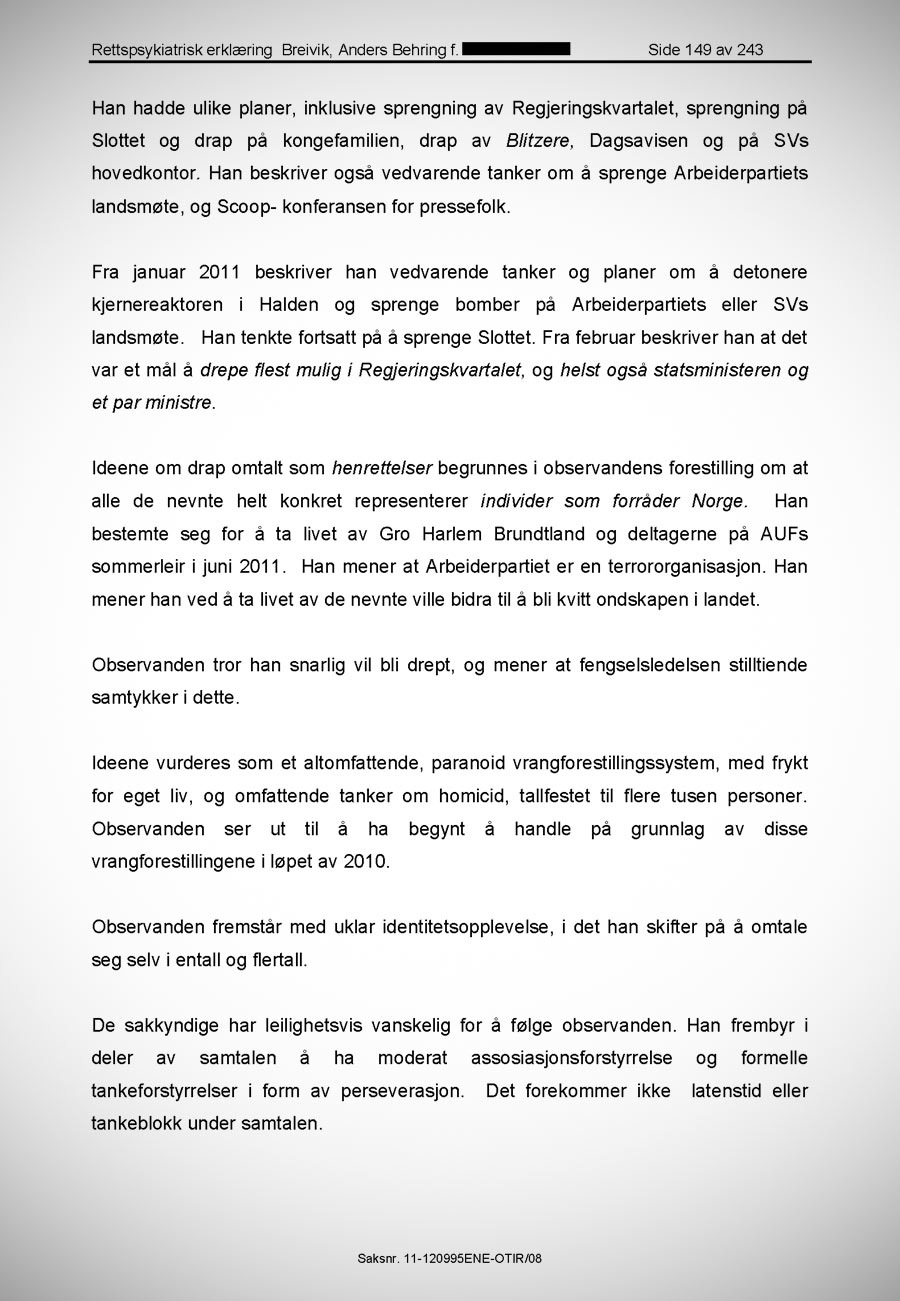 Rettspsykiatrisk erklæring Breivik, Anders Behring f. Side 149 av 243
Han hadde ulike planer, inklusive sprengning av Regjeringskvartalet, sprengning på
Slottet og drap på kongefamilien, drap av Blitzere, Dagsavisen og på SVs
hovedkontor. Han beskriver også vedvarende tanker om å sprenge Arbeiderpartiets
landsmøte, og Scoop- konferansen for pressefolk.
Fra januar 2011 beskriver han vedvarende tanker og planer om å detonere
kjernereaktoren i Halden og sprenge bomber på Arbeiderpartiets eller SVs
landsmøte. Han tenkte fortsatt på å sprenge Slottet. Fra februar beskriver han at det
var et mål å drepe flest mulig i Regjeringskvartalet, og helst også statsministeren og
et par ministre.
Ideene om drap omtalt som henrettelser begrunnes i observandens forestilling om at
alle de nevnte helt konkret representerer individer som forråder Norge. Han
bestemte seg for å ta livet av Gro Harlem Brundtland og deltagerne på AUFs
sommerleir i juni 2011. Han mener at Arbeiderpartiet er en terrororganisasjon. Han
mener han ved å ta livet av de nevnte ville bidra til å bli kvitt ondskapen i landet.
Observanden tror han snarlig vil bli drept, og mener at fengselsledelsen stilltiende
samtykker i dette.
Ideene vurderes som et altomfattende, paranoid vrangforestillingssystem, med frykt
for eget liv, og omfattende tanker om homicid, tallfestet til flere tusen personer.
Observanden ser ut til å ha begynt å handle på grunnlag av disse
vrangforestillingene i løpet av 2010.
Observanden fremstår med uklar identitetsopplevelse, i det han skifter på å omtale
seg selv i entall og flertall.
De sakkyndige har leilighetsvis vanskelig for å følge observanden. Han frembyr i
deler av samtalen å ha moderat assosiasjonsforstyrrelse og formelle
tankeforstyrrelser i form av perseverasjon. Det forekommer ikke latenstid eller
tankeblokk under samtalen.
Saksnr. 11-120995ENE-OTIR/08